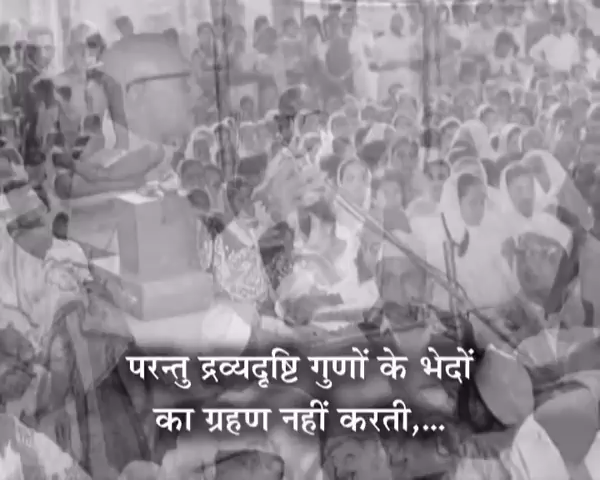 परन्तु द्रव्यदृष्टि गुणों के भेदों
का ग्रहण नहीं करती,...